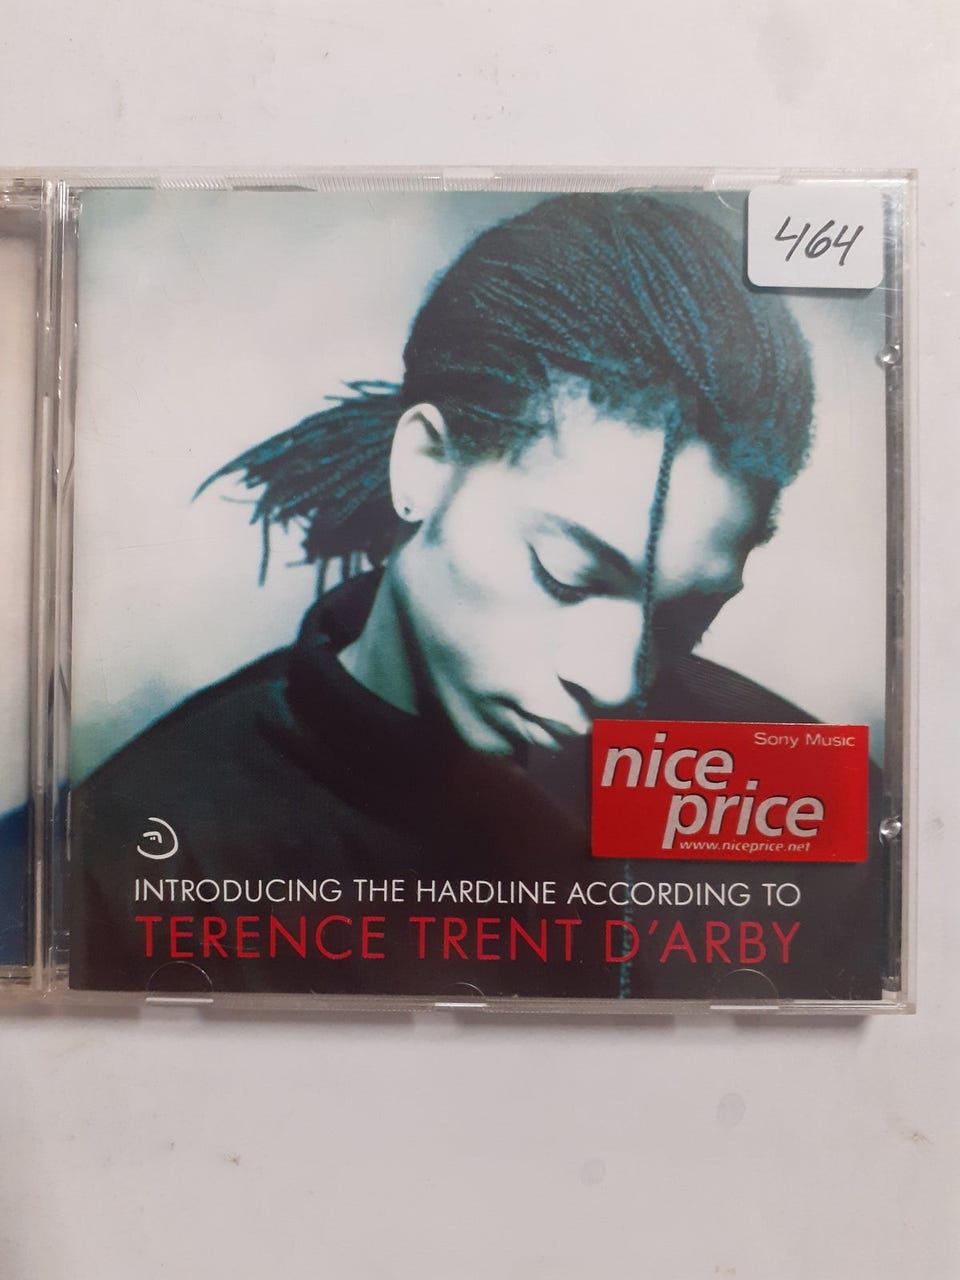 464
Sony Music
nice
price
www.niceprice.net
INTRODUCING THE HARDLINE ACCORDING TO
TERENCE TRENT D'ARBY